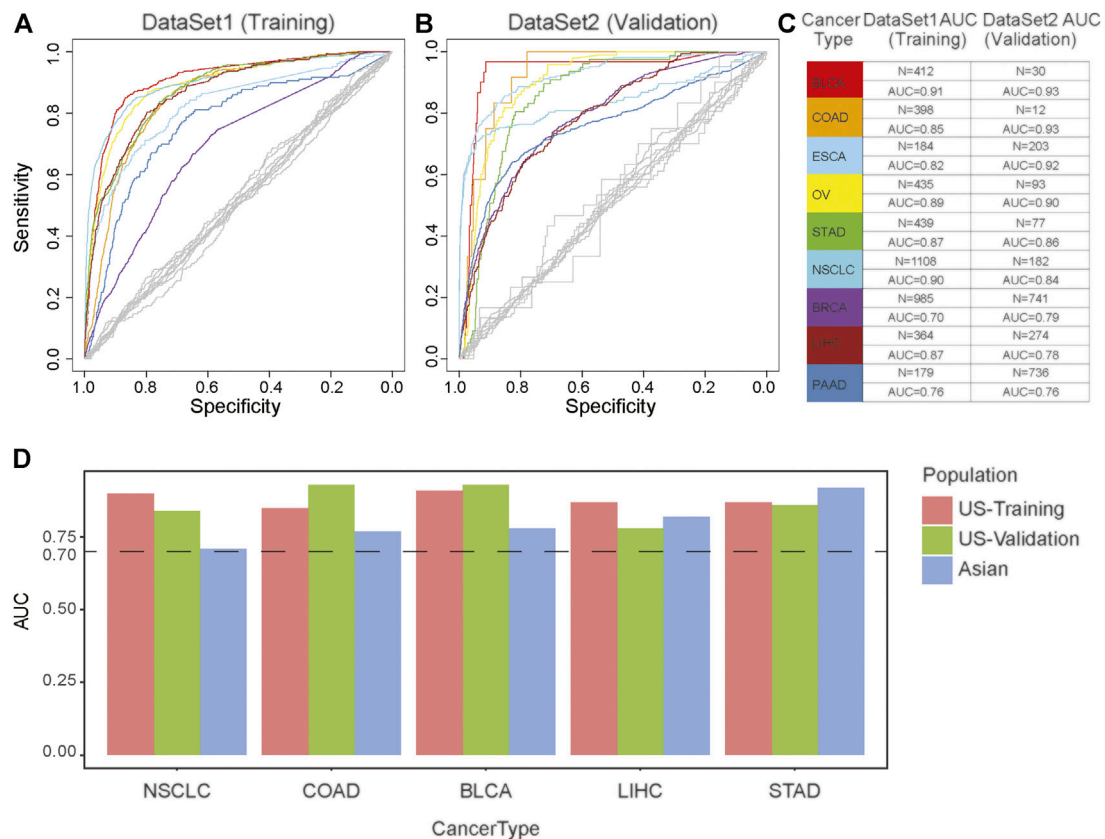 A
DataSet1 (Training)
Sensitivity
0.0
0.2
0.4
0.6
0.8
1.0
1.0
0.8
0.6
0.4
0.2
0.0
Specificity
B
DataSet2 (Validation)
0.0
0.2
0.4
0.6
0.8
1.0
1.0
0.8
0.6
0.4
0.2
0.0
Specificity
C
Cancer DataSet1AUC DataSet2 AUC
Type (Training) (Validation)
BLCA N=412 N=30
AUC=0.91 AUC=0.93
COAD N=398 N=12
AUC=0.85 AUC=0.93
ESCA N=184 N=203
AUC=0.82 AUC=0.92
OV N=435 N=93
AUC=0.89 AUC=0.90
STAD N=439 N=77
AUC=0.87 AUC=0.86
NSCLC N=1108 N=182
AUC=0.90 AUC=0.84
BRCA N=985 N=741
AUC=0.70 AUC=0.79
LIHC N=364 N=274
AUC=0.87 AUC=0.78
PAAD N=179 N=736
AUC=0.76 AUC=0.76
D
AUC
0.75
0.70
0.50
0.25
0.00
NSCLC COAD BLCA LIHC STAD
CancerType
Population
US-Training
US-Validation
Asian